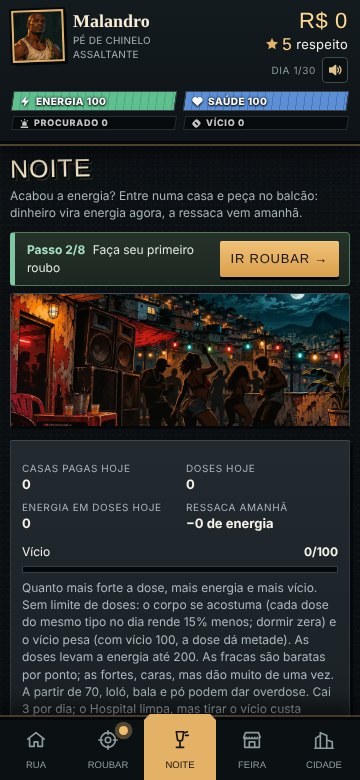 Malandro
PÉ DE CHINELO
ASSALTANTE
R$ 0
5 respeito
DIA 1/30
ENERGIA 100
SAÚDE 100
PROCURADO 0
VÍCIO 0
NOITE
Acabou a energia? Entre numa casa e peça no balcão:
dinheiro vira energia agora, a ressaca vem amanhã.
Passo 2/8 Faça seu primeiro
roubo
IR ROUBAR →
CASAS PAGAS HOJE
0
DOSES HOJE
0
ENERGIA EM DOSES HOJE
0
RESSACA AMANHÃ
−0 de energia
Vício
0/100
Quanto mais forte a dose, mais energia e mais vício.
Sem limite de doses: o corpo se acostuma (cada dose
do mesmo tipo no dia rende 15% menos; dormir zera) e
o vício pesa (com vício 100, a dose dá metade). As
doses levam a energia até 200. As fracas são baratas
por ponto; as fortes, caras, mas dão muito de uma vez.
A partir de 70, loló, bala e pó podem dar overdose. Cai
3 por dia; o Hospital limpa, mas tirar o vício custa
RUA
ROUBAR
NOITE
FEIRA
CIDADE